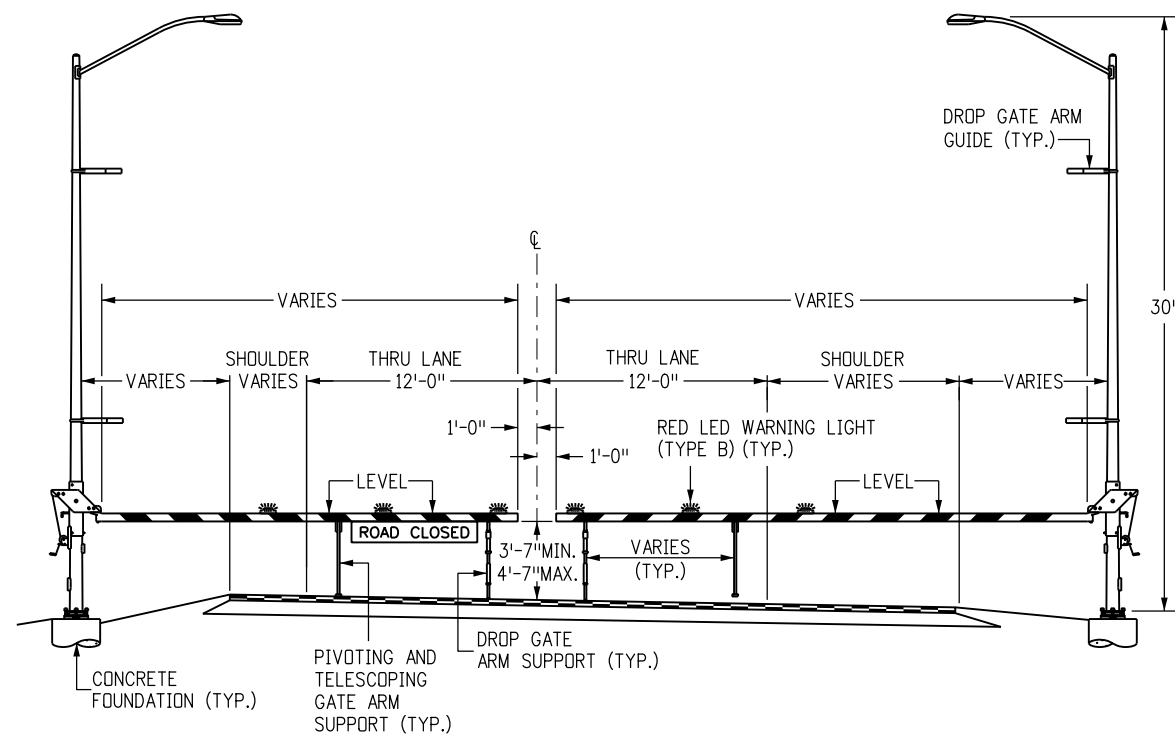 DROP GATE ARM
GUIDE (TYP.)
℄
VARIES
VARIES
30'
SHOULDER
VARIES
VARIES
THRU LANE
12'-0"
THRU LANE
12'-0"
SHOULDER
VARIES
VARIES
1'-0"
1'-0"
RED LED WARNING LIGHT
(TYPE B) (TYP.)
LEVEL
LEVEL
ROAD CLOSED
3'-7"MIN.
4'-7"MAX.
VARIES
(TYP.)
DROP GATE
ARM SUPPORT (TYP.)
PIVOTING AND
TELESCOPING
GATE ARM
SUPPORT (TYP.)
CONCRETE
FOUNDATION (TYP.)